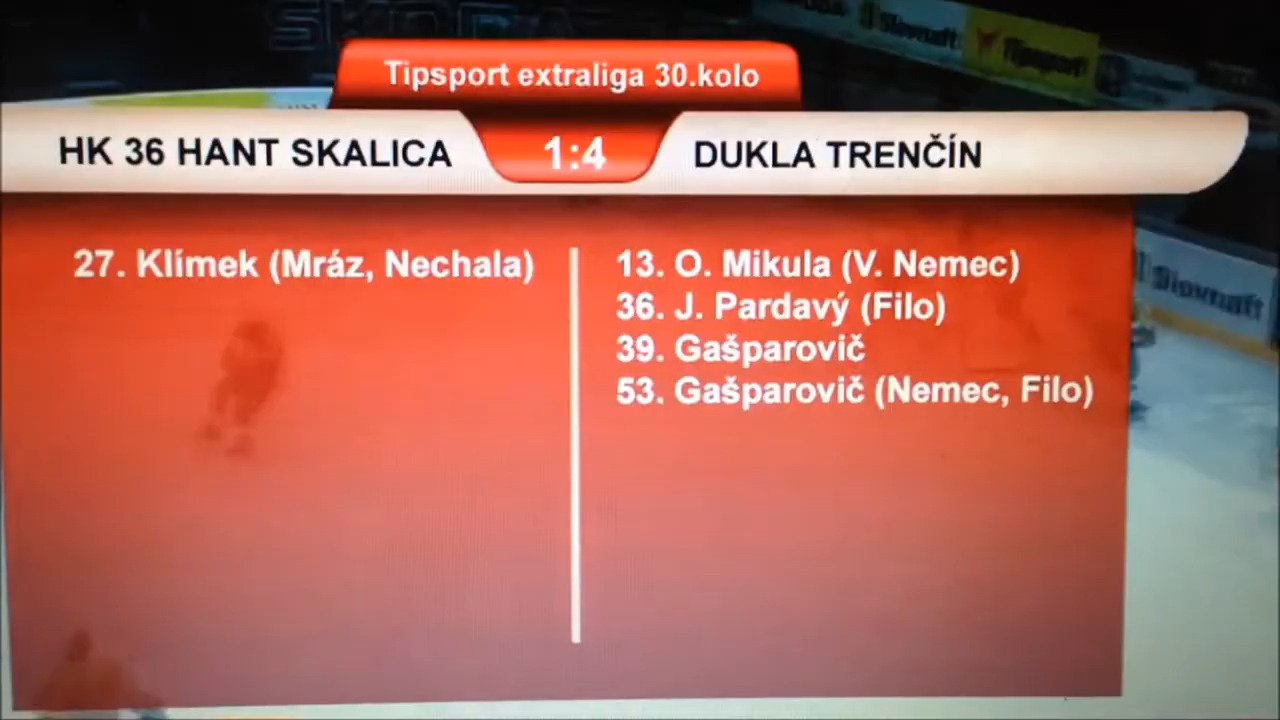 ŠKODA
Slovnaft
Tipsport
Tipsport extraliga 30.kolo
HK 36 HANT SKALICA
1:4
DUKLA TRENČÍN
27. Klímek (Mráz, Nechala)
13. O. Mikula (V. Nemec)
36. J. Pardavý (Filo)
39. Gašparovič
53. Gašparovič (Nemec, Filo)
Slovnaft